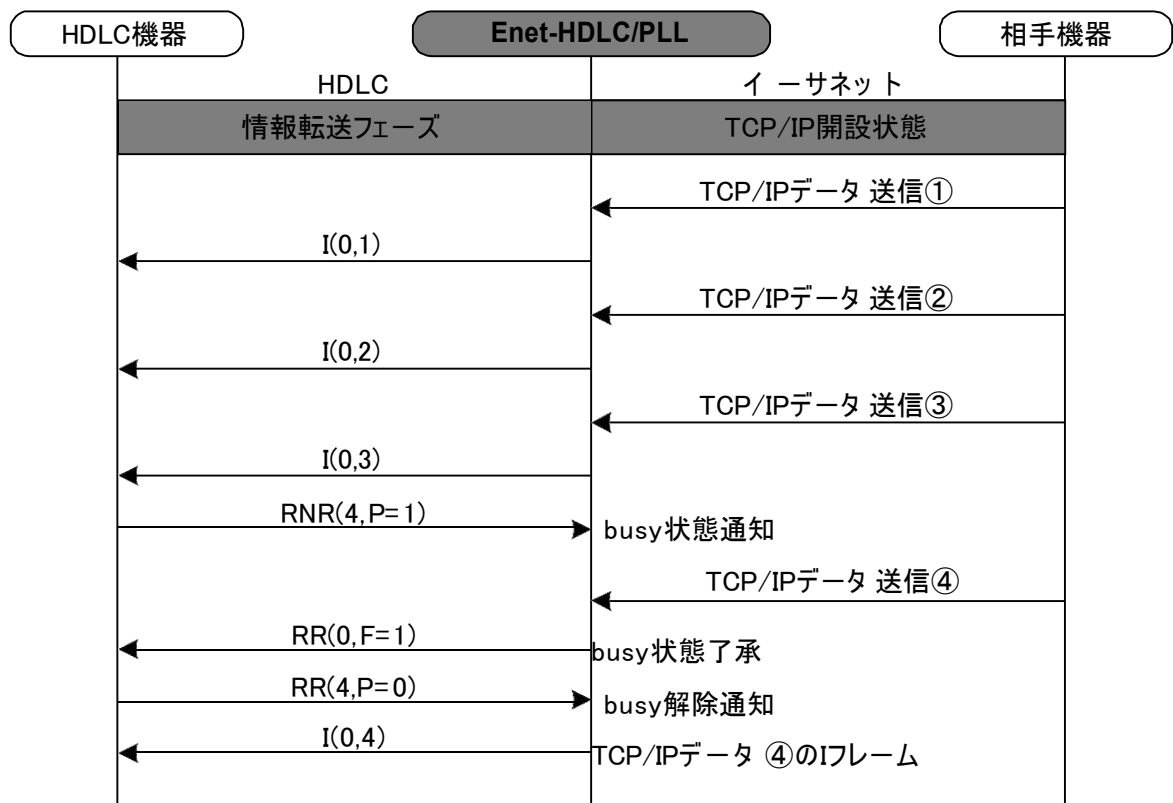 HDLC機器
Enet-HDLC/PLL
相手機器
HDLC
イーサネット
情報転送フェーズ
TCP/IP開設状態
TCP/IPデータ 送信①
I(0,1)
TCP/IPデータ 送信②
I(0,2)
TCP/IPデータ 送信③
I(0,3)
RNR(4,P=1)
busy状態通知
TCP/IPデータ 送信④
RR(0,F=1)
busy状態了承
RR(4,P=0)
busy解除通知
I(0,4)
TCP/IPデータ ④のIフレーム